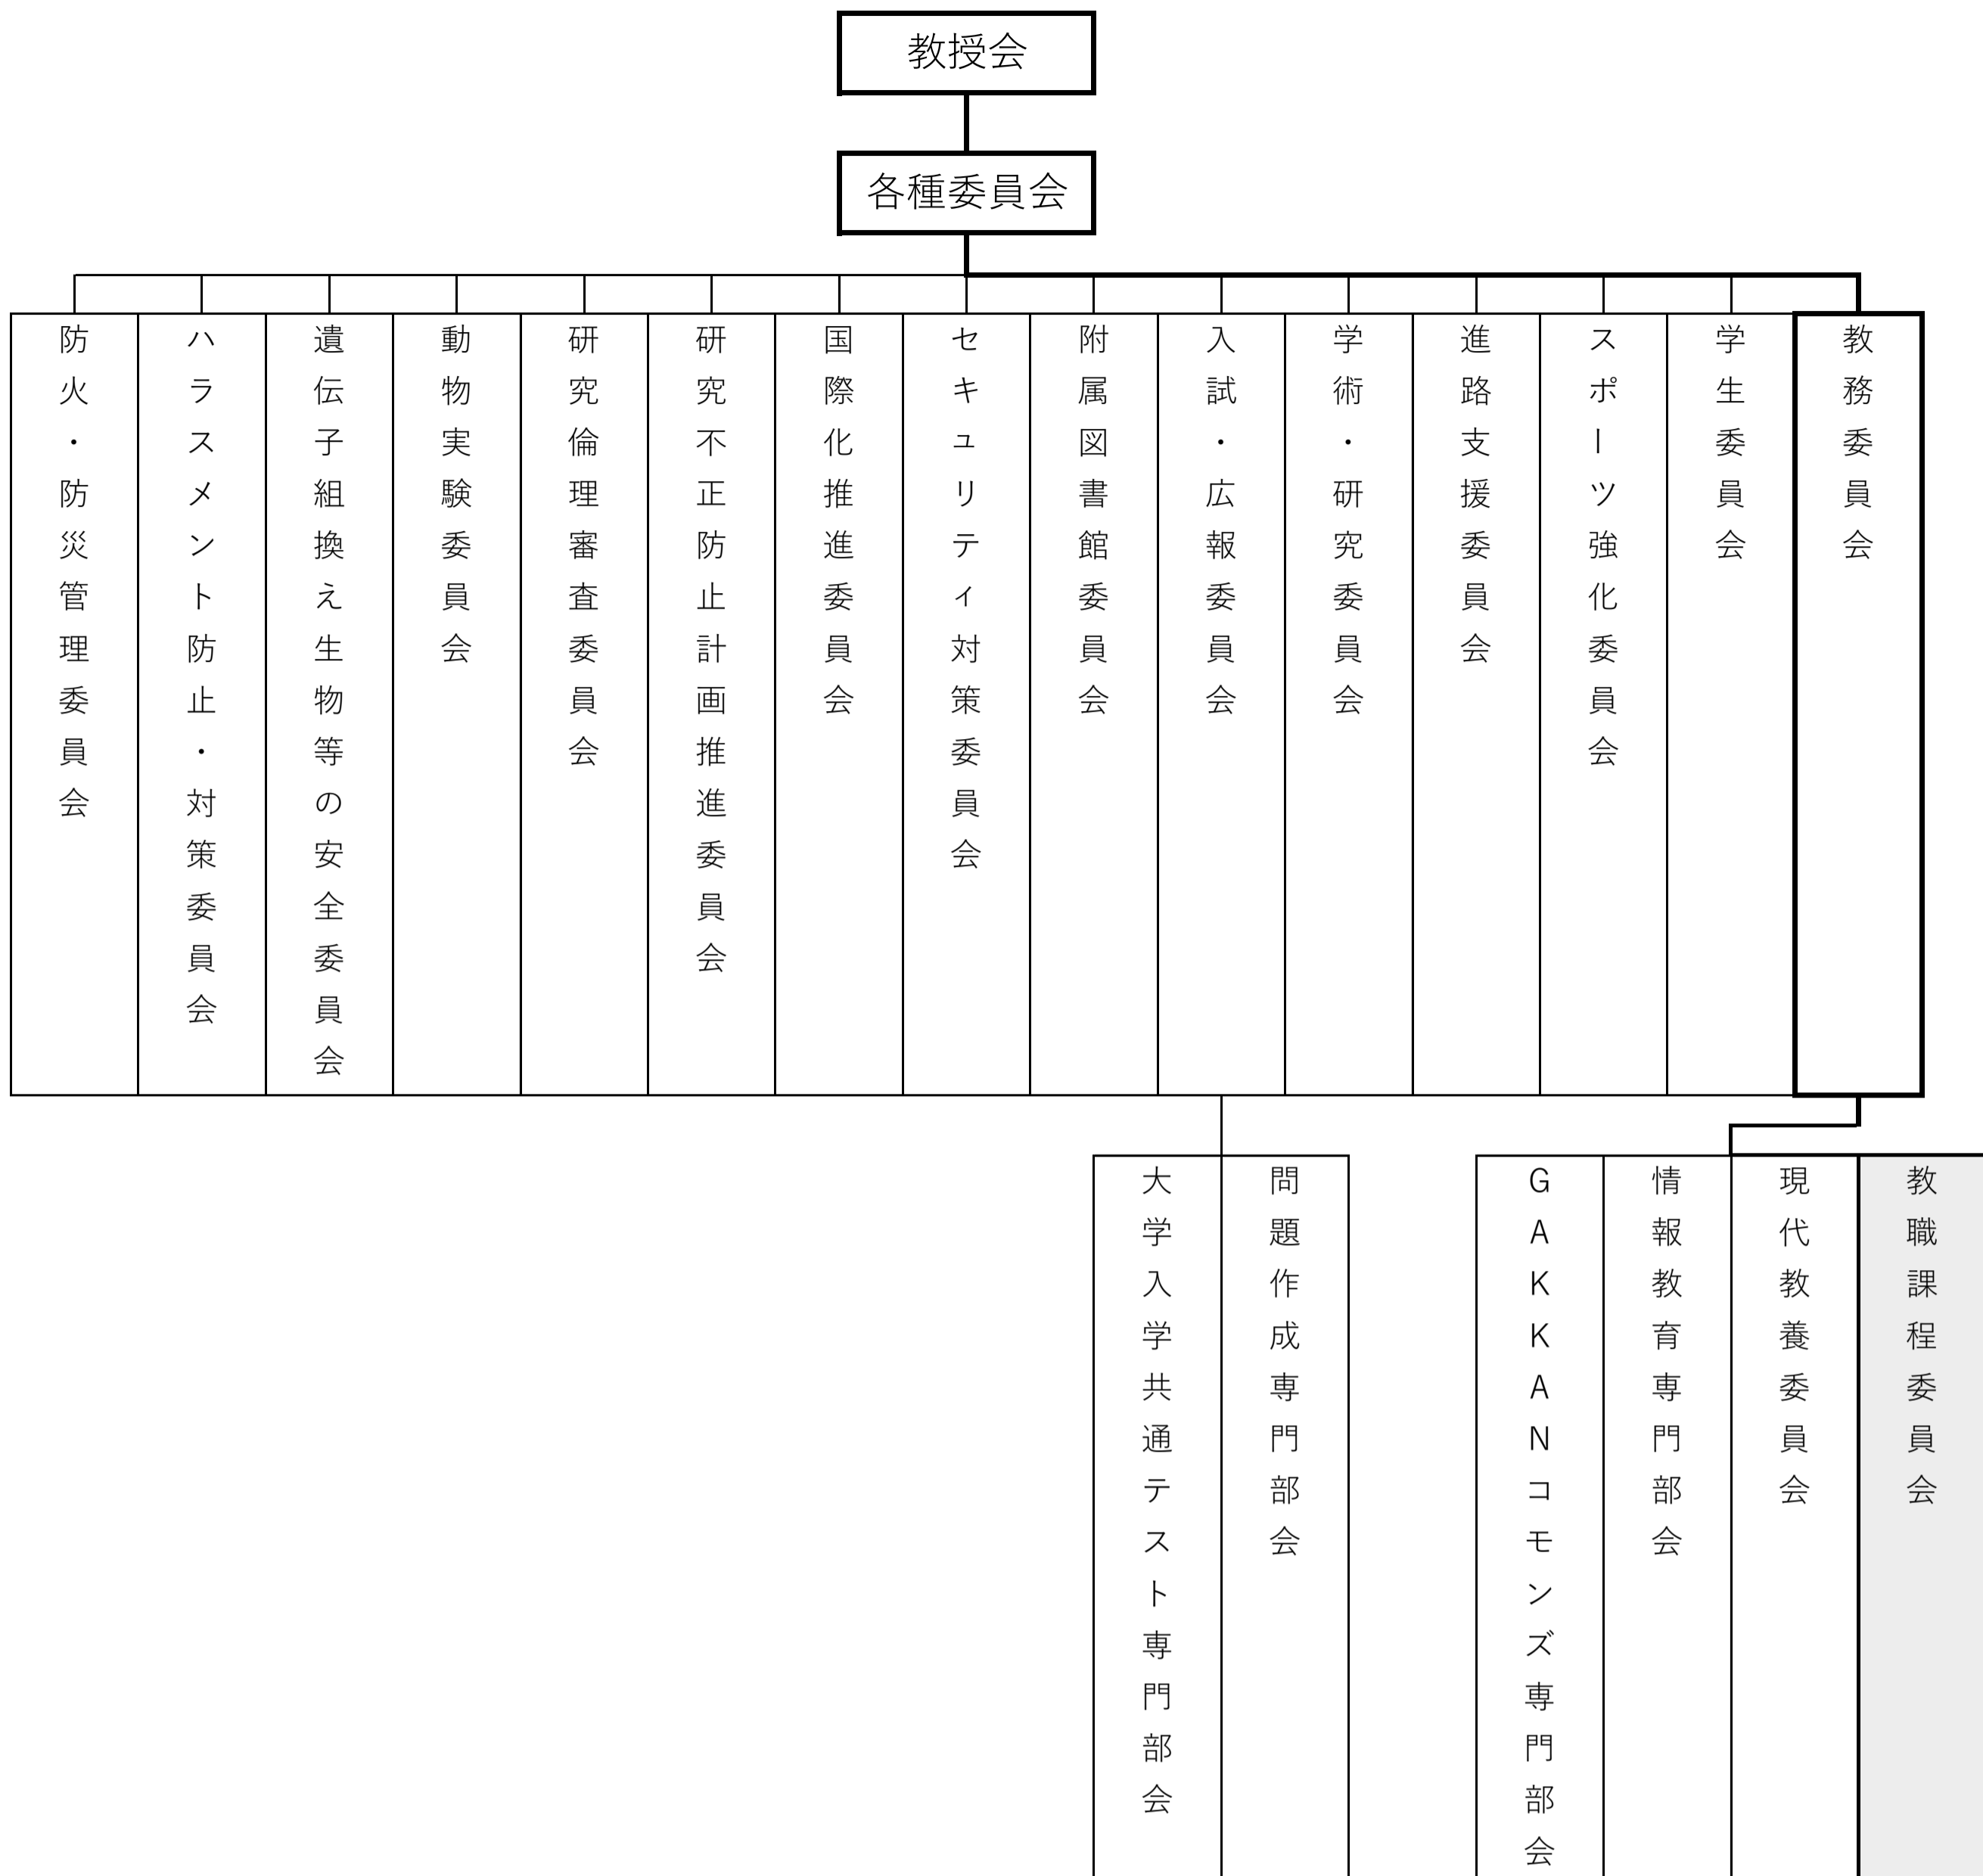 教授会
各種委員会
教務委員会
学生委員会
スポーツ強化委員会
進路支援委員会
学術・研究委員会
入試・広報委員会
附属図書館委員会
セキュリティ対策委員会
国際化推進委員会
研究不正防止計画推進委員会
研究倫理審査委員会
動物実験委員会
遺伝子組換え生物等の安全委員会
ハラスメント防止・対策委員会
防火・防災管理委員会
教職課程委員会
現代教養委員会
情報教育専門部会
GAKKANコモンズ専門部会
問題作成専門部会
大学入学共通テスト専門部会